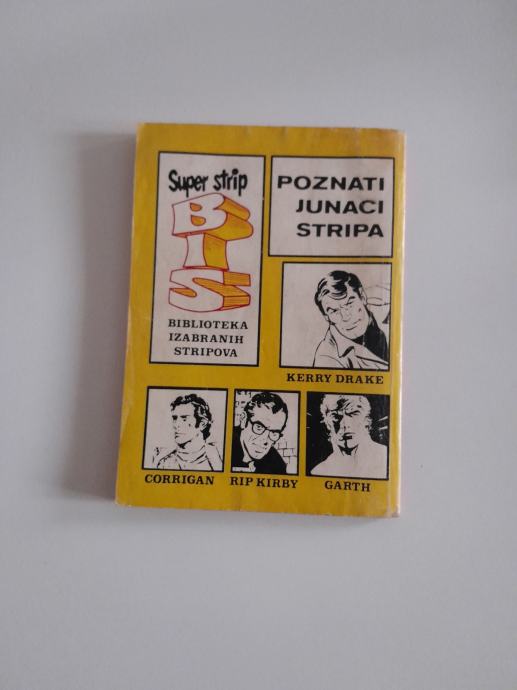 Super strip
BIS
BIBLIOTEKA
IZABRANIH
STRIPOVA
POZNATI
JUNACI
STRIPA
KERRY DRAKE
CORRIGAN
RIP KIRBY
GARTH